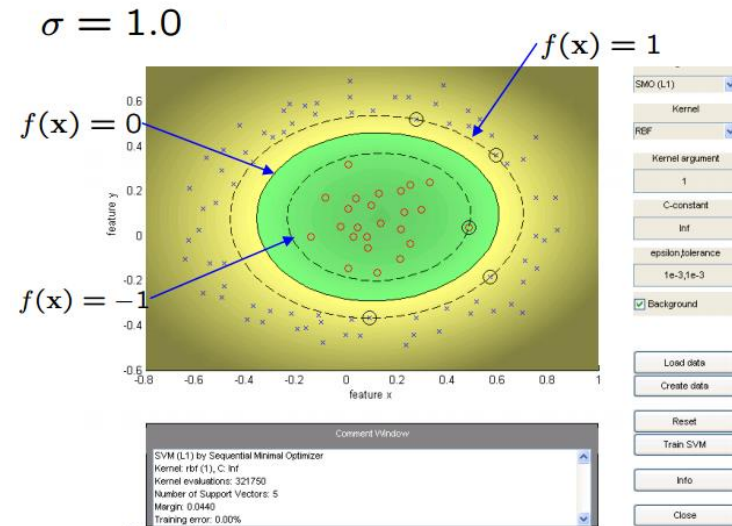 σ = 1.0
f(x) = 1
f(x) = 0
f(x) = −1
0.6
0.4
0.2
0
-0.2
-0.4
-0.6
feature y
-0.8 -0.6 -0.4 -0.2 0 0.2 0.4 0.6 0.8 1
feature x
SMO (L1)
Kernel
RBF
Kernel argument
1
C-constant
Inf
epsilon,tolerance
1e-3,1e-3
Background
Load data
Create data
Reset
Train SVM
Info
Close
Comment Window
SVM (L1) by Sequential Minimal Optimizer
Kernel: rbf (1), C: Inf
Kernel evaluations: 321750
Number of Support Vectors: 5
Margin: 0.0440
Training error: 0.00%